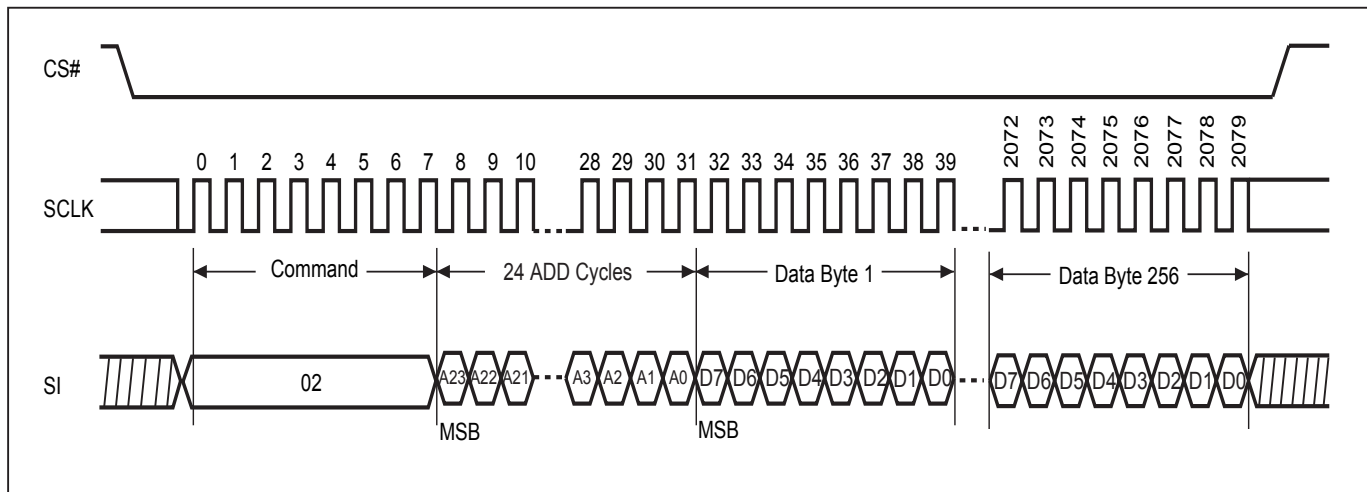 CS#
2072 2073 2074 2075 2076 2077 2078 2079
0 1 2 3 4 5 6 7 8 9 10 28 29 30 31 32 33 34 35 36 37 38 39
SCLK
Command 24 ADD Cycles Data Byte 1 Data Byte 256
SI 02 A23 A22 A21 A3 A2 A1 A0 D7 D6 D5 D4 D3 D2 D1 D0 D7 D6 D5 D4 D3 D2 D1 D0
MSB MSB